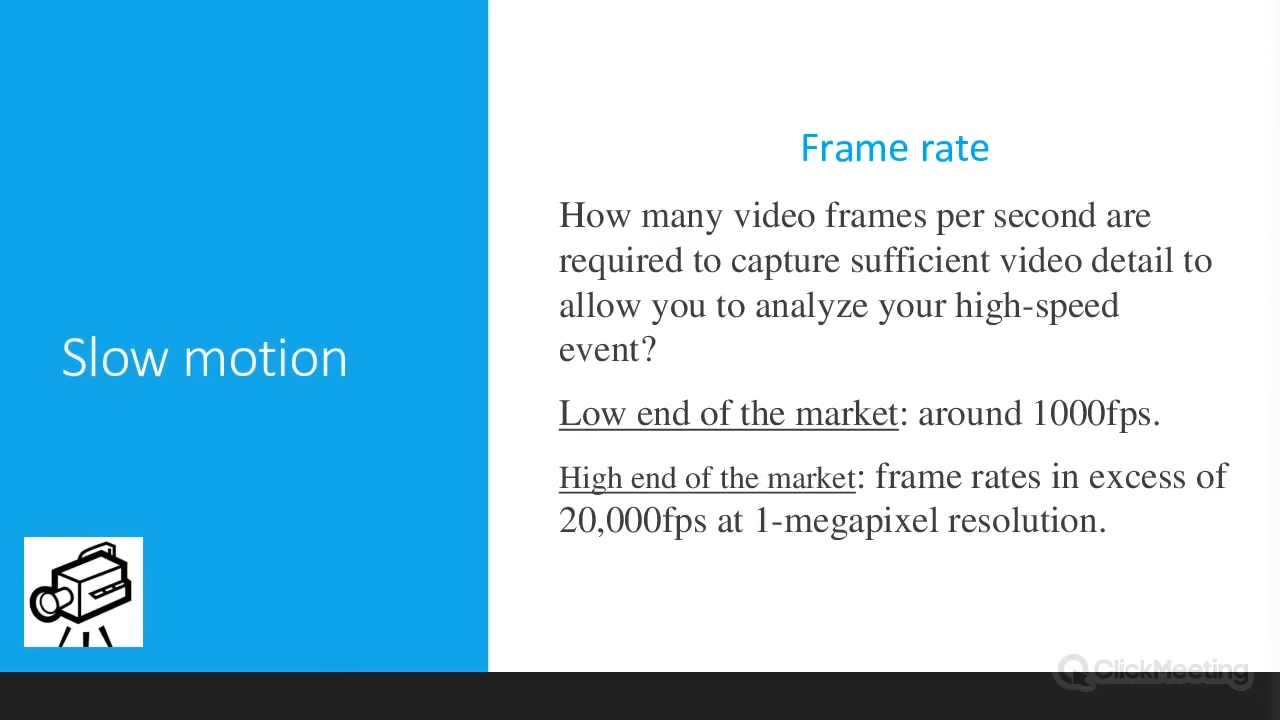 Slow motion
Frame rate
How many video frames per second are
required to capture sufficient video detail to
allow you to analyze your high-speed
event?
Low end of the market: around 1000fps.
High end of the market: frame rates in excess of
20,000fps at 1-megapixel resolution.
ClickMeeting